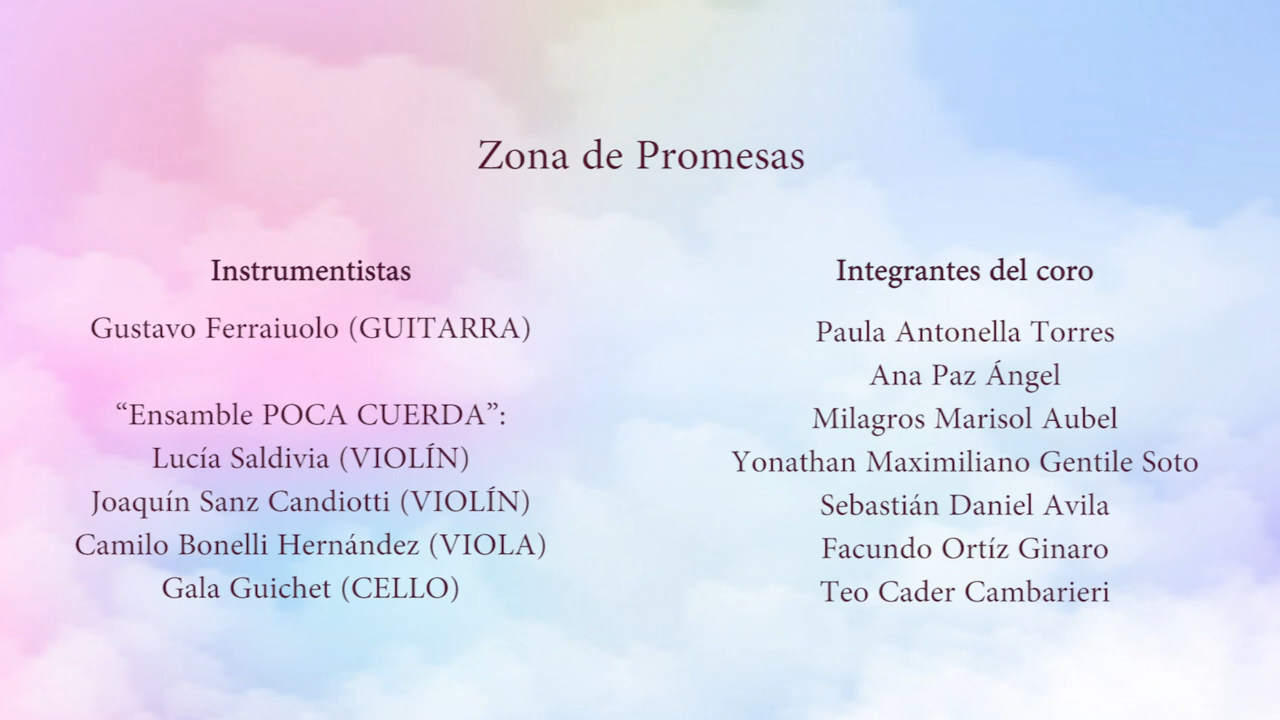 Zona de Promesas
Instrumentistas
Gustavo Ferraiuolo (GUITARRA)
“Ensamble POCA CUERDA”:
Lucía Saldivia (VIOLÍN)
Joaquín Sanz Candiotti (VIOLÍN)
Camilo Bonelli Hernández (VIOLA)
Gala Guichet (CELLO)
Integrantes del coro
Paula Antonella Torres
Ana Paz Ángel
Milagros Marisol Aubel
Yonathan Maximiliano Gentile Soto
Sebastián Daniel Avila
Facundo Ortíz Ginaro
Teo Cader Cambarieri